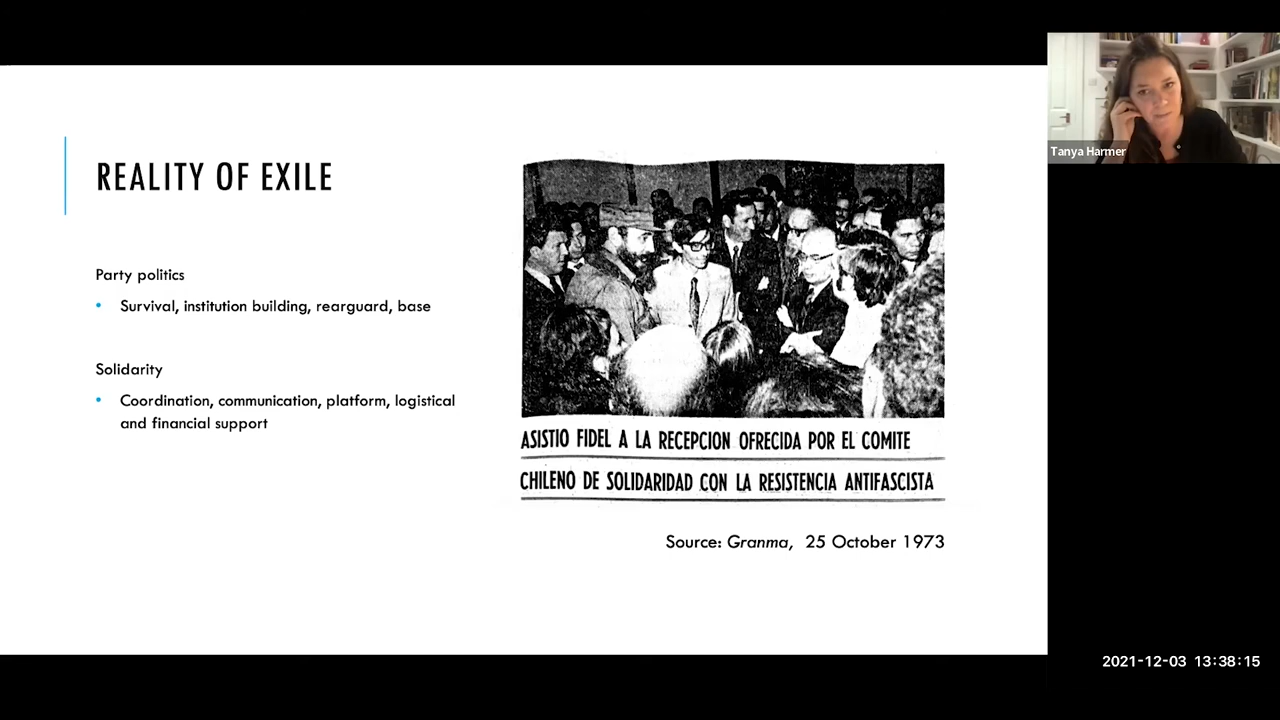 REALITY OF EXILE
Party politics
• Survival, institution building, rearguard, base
Solidarity
• Coordination, communication, platform, logistical
and financial support
ASISTIO FIDEL A LA RECEPCION OFRECIDA POR EL COMITE
CHILENO DE SOLIDARIDAD CON LA RESISTENCIA ANTIFASCISTA
Source: Granma, 25 October 1973
Tanya Harmer
2021-12-03 13:38:15